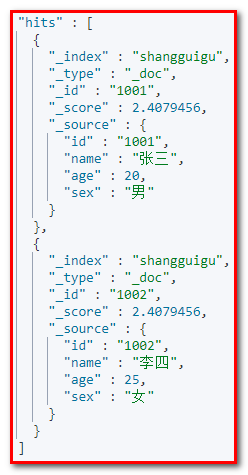 "hits" : [
{
"_index" : "shangguigu",
"_type" : "_doc",
"_id" : "1001",
"_score" : 2.4079456,
"_source" : {
"id" : "1001",
"name" : "张三",
"age" : 20,
"sex" : "男"
}
},
{
"_index" : "shangguigu",
"_type" : "_doc",
"_id" : "1002",
"_score" : 2.4079456,
"_source" : {
"id" : "1002",
"name" : "李四",
"age" : 25,
"sex" : "女"
}
}
]